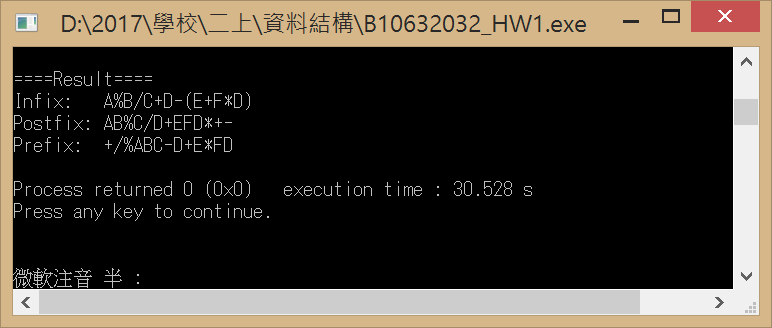 D:\2017\學校\二上\資料結構\B10632032_HW1.exe
====Result====
Infix:   A%B/C+D-(E+F*D)
Postfix: AB%C/D+EFD*+-
Prefix:  +/%ABC-D+E*FD
Process returned 0 (0x0)   execution time : 30.528 s
Press any key to continue.
微軟注音 半 :